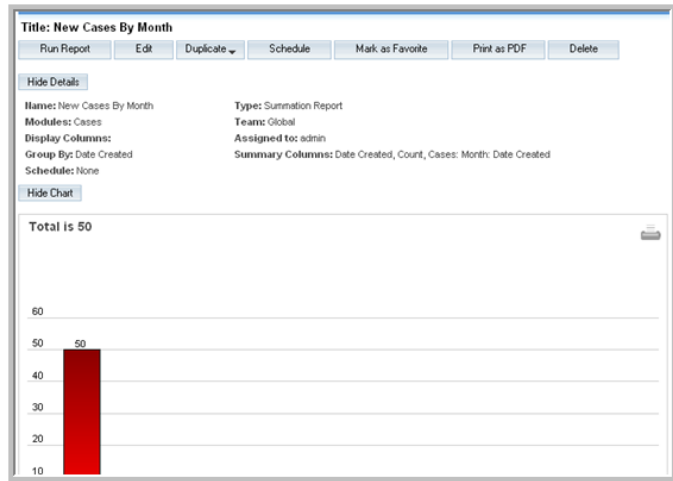 Title: New Cases By Month
Run Report Edit Duplicate Schedule Mark as Favorite Print as PDF Delete
Hide Details
Name: New Cases By Month Type: Summation Report
Modules: Cases Team: Global
Display Columns: Assigned to: admin
Group By: Date Created Summary Columns: Date Created, Count, Cases: Month: Date Created
Schedule: None
Hide Chart
Total is 50
60
50 50
40
30
20
10